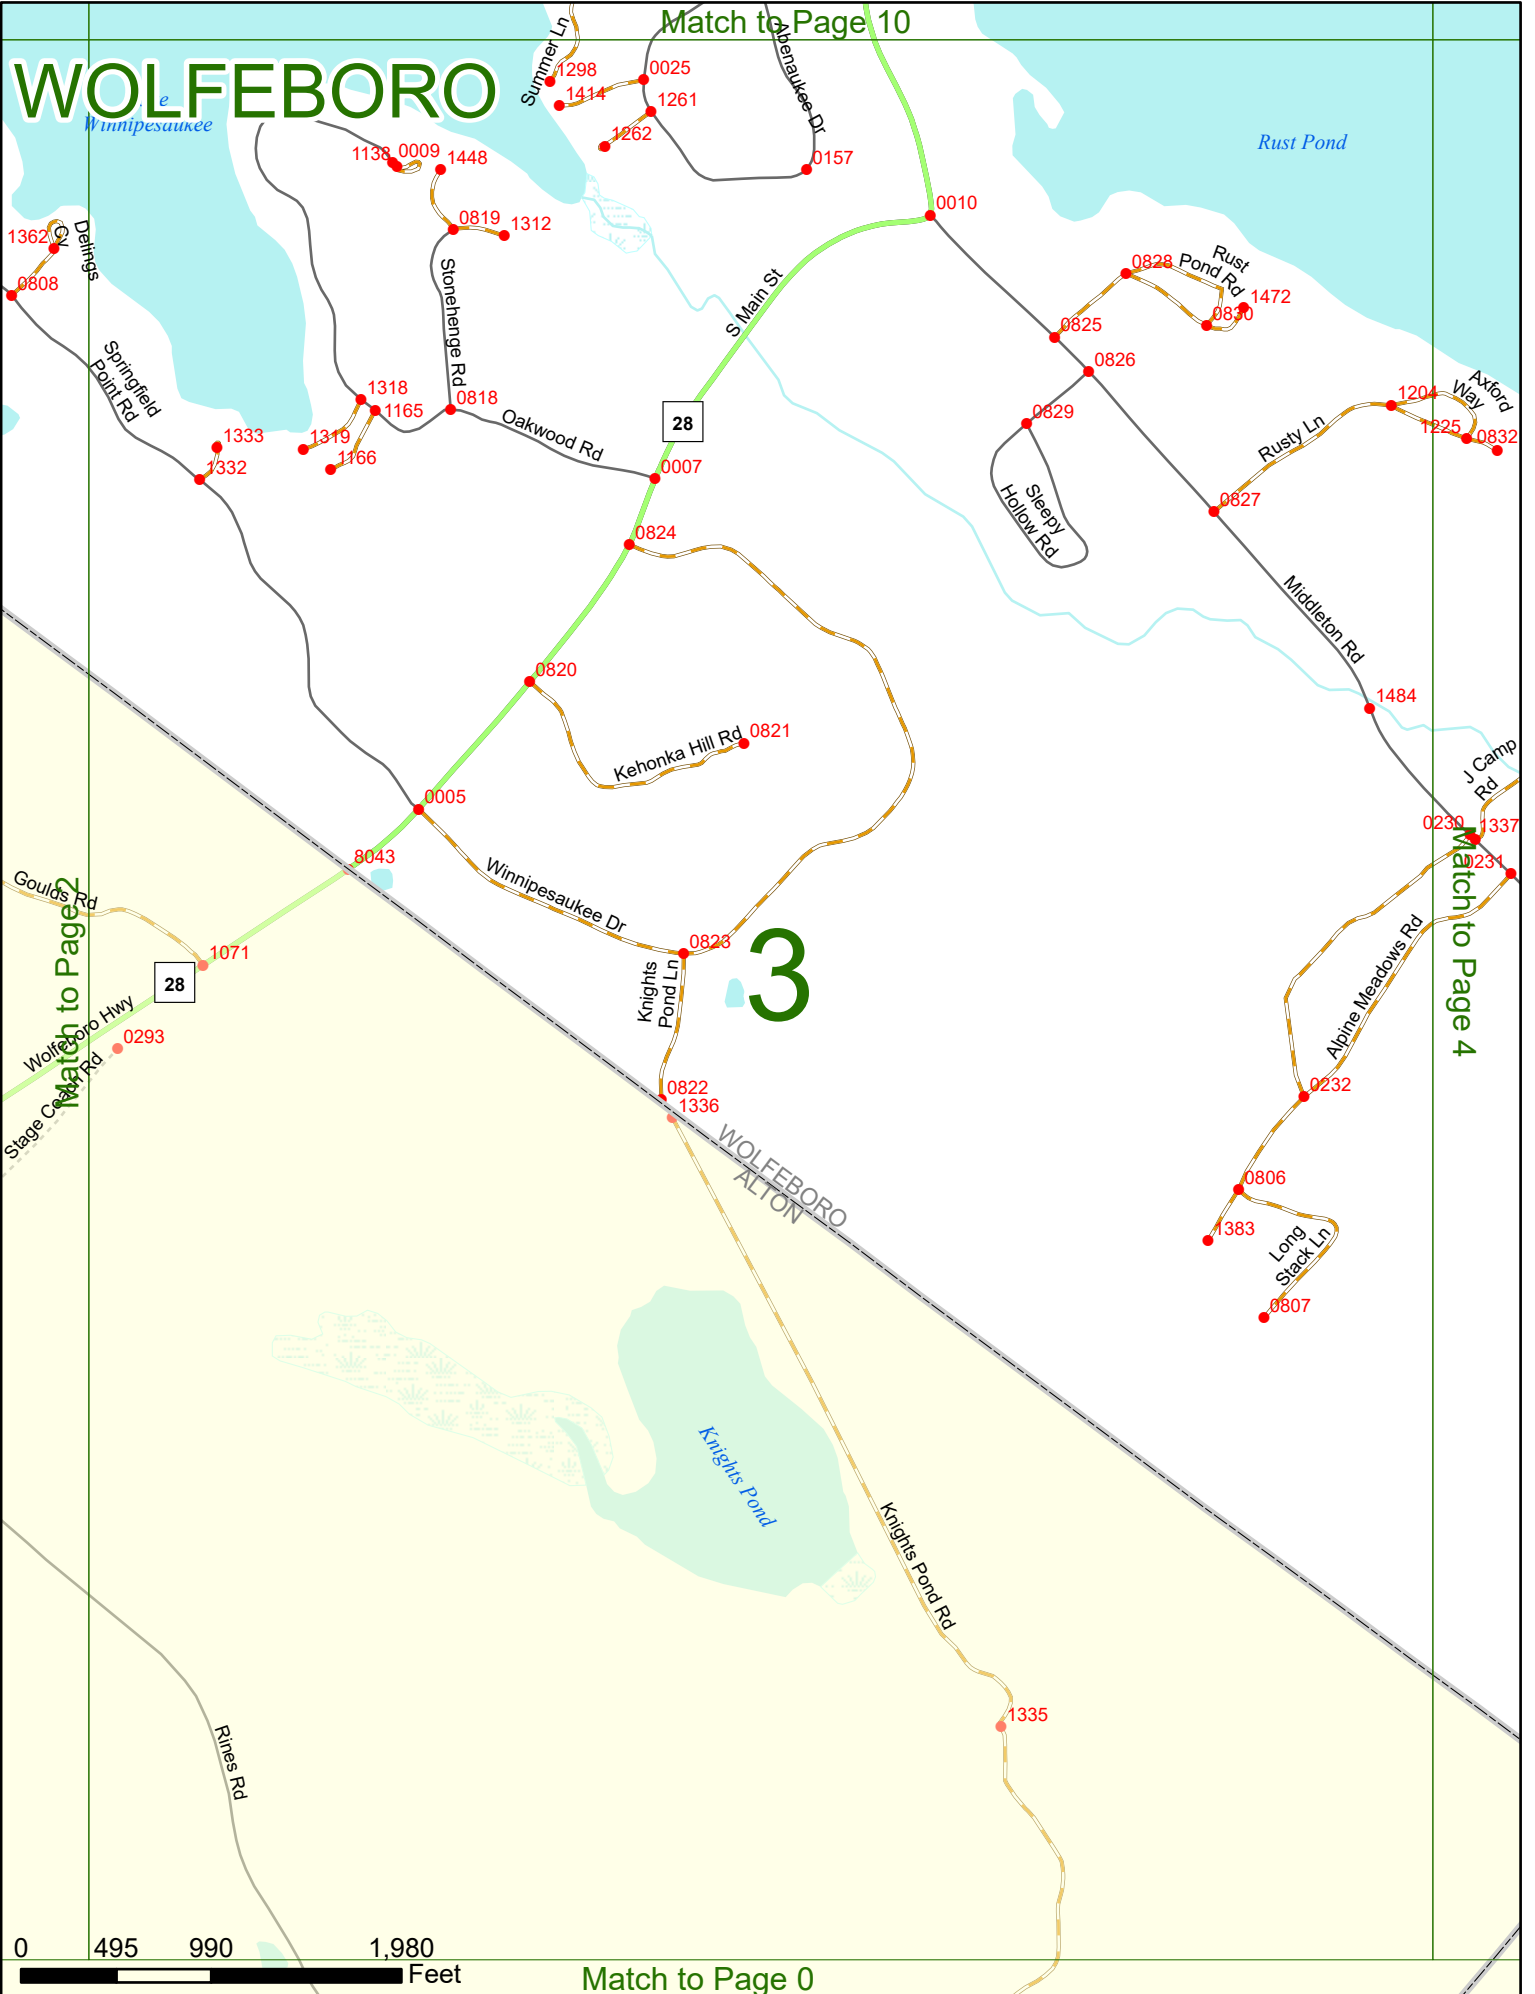 Match to Page 10
WOLFEBORO
Winnipesaukee
Rust Pond
Summer Ln
Abenaukee Dr
1298
0025
1414
1261
1262
0157
1138
0009
1448
0010
0819
1312
1362
Cy
Delings
0808
Stonehenge Rd
S Main St
0828
Rust
Pond Rd
1472
0830
0825
0826
Springfield
Point Rd
1318
1165
0818
Oakwood Rd
28
0829
1204
Axford
Way
1225
0832
Rusty Ln
1333
1319
1332
1166
0007
0827
Sleepy
Hollow Rd
0824
Middleton Rd
0820
1484
Kehonka Hill Rd
0821
J Camp
Rd
0005
0230
1337
0231
8043
Goulds Rd
Winnipesaukee Dr
Match to Page 2
Match to Page 4
1071
28
0823
3
Knights
Pond Ln
Alpine Meadows Rd
Wolfeboro Hwy
0293
Stage Coach Rd
0822
1336
0232
WOLFEBORO
ALTON
0806
1383
Long
Stack Ln
0807
Knights Pond
Knights Pond Rd
1335
Rines Rd
0 495 990 1,980
Feet
Match to Page 0